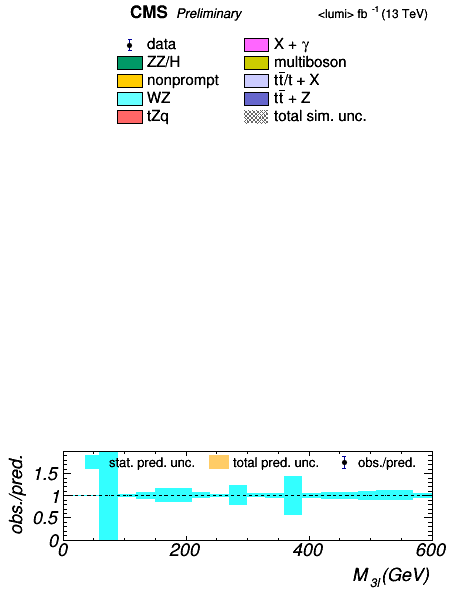 CMS Preliminary <lumi> fb⁻¹ (13 TeV)
data X + γ
ZZ/H multiboson
nonprompt tt̄/t + X
WZ tt̄ + Z
tZq total sim. unc.
stat. pred. unc. total pred. unc. obs./pred.
obs./pred.
1.5
1
0.5
0
0 200 400 600
M₃ₗ(GeV)